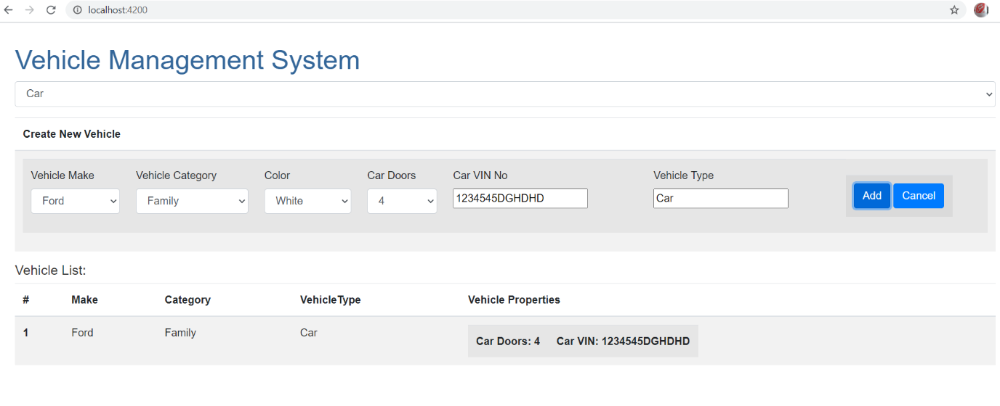 localhost:4200
Vehicle Management System
Car
Create New Vehicle
Vehicle Make Vehicle Category Color Car Doors Car VIN No Vehicle Type
Ford Family White 4 1234545DGHDHD Car Add Cancel
Vehicle List:
# Make Category VehicleType Vehicle Properties
1 Ford Family Car Car Doors: 4 Car VIN: 1234545DGHDHD